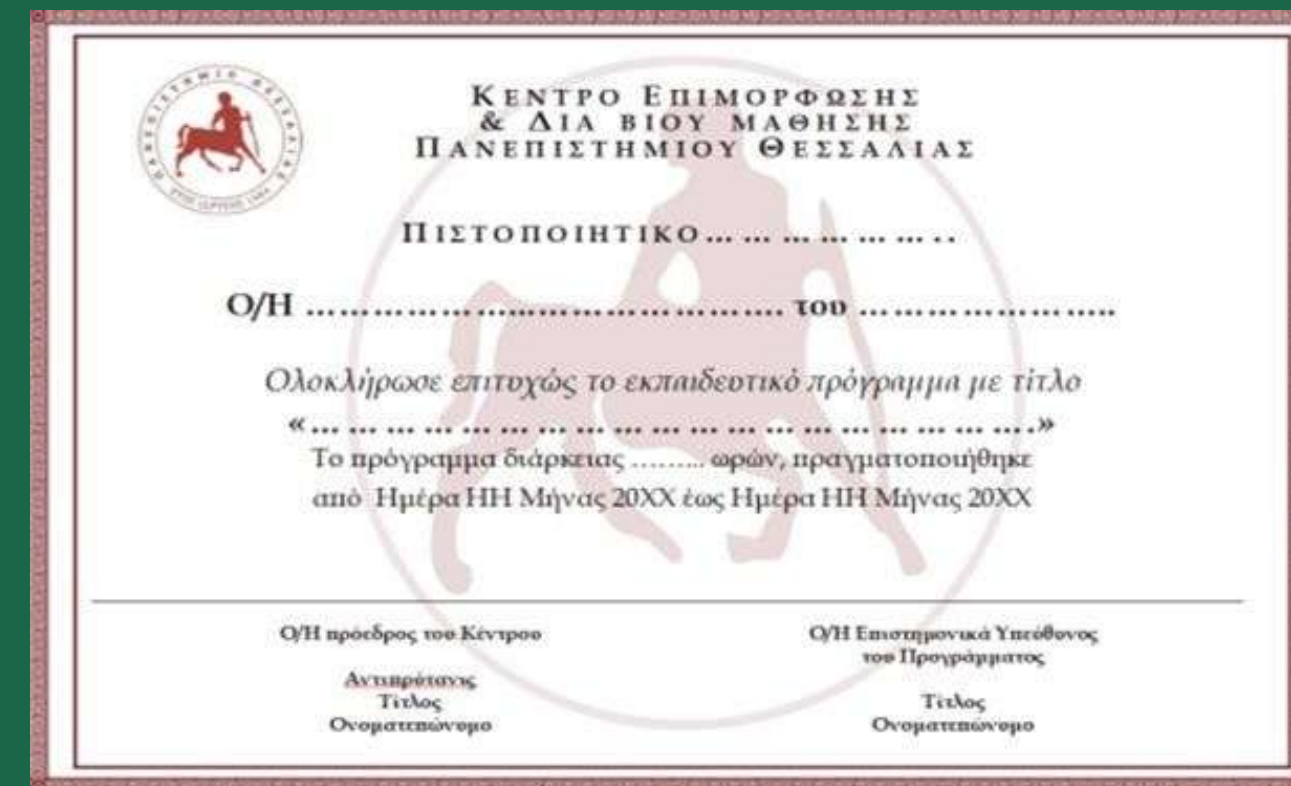 ΠΑΝΕΠΙΣΤΗΜΙΟ ΘΕΣΣΑΛΙΑΣ
ΚΕΝΤΡΟ ΕΠΙΜΟΡΦΩΣΗΣ
& ΔΙΑ ΒΙΟΥ ΜΑΘΗΣΗΣ
ΠΑΝΕΠΙΣΤΗΜΙΟΥ ΘΕΣΣΑΛΙΑΣ
ΠΙΣΤΟΠΟΙΗΤΙΚΟ... ... ... ... ... ... . .
Ο/Η ............................................... του .........................
Ολοκλήρωσε επιτυχώς το εκπαιδευτικό πρόγραμμα με τίτλο
«... ... ... ... ... ... ... ... ... ... ... ... ... ... ... ... ... ... ... ....»
Το πρόγραμμα διάρκειας ......... ωρών, πραγματοποιήθηκε
από Ημέρα ΗΗ Μήνας 20ΧΧ έως Ημέρα ΗΗ Μήνας 20ΧΧ
Ο/Η πρόεδρος του Κέντρου
Αντιπρύτανις
Τίτλος
Ονοματεπώνυμο
Ο/Η Επιστημονικά Υπεύθυνος
του Προγράμματος
Τίτλος
Ονοματεπώνυμο